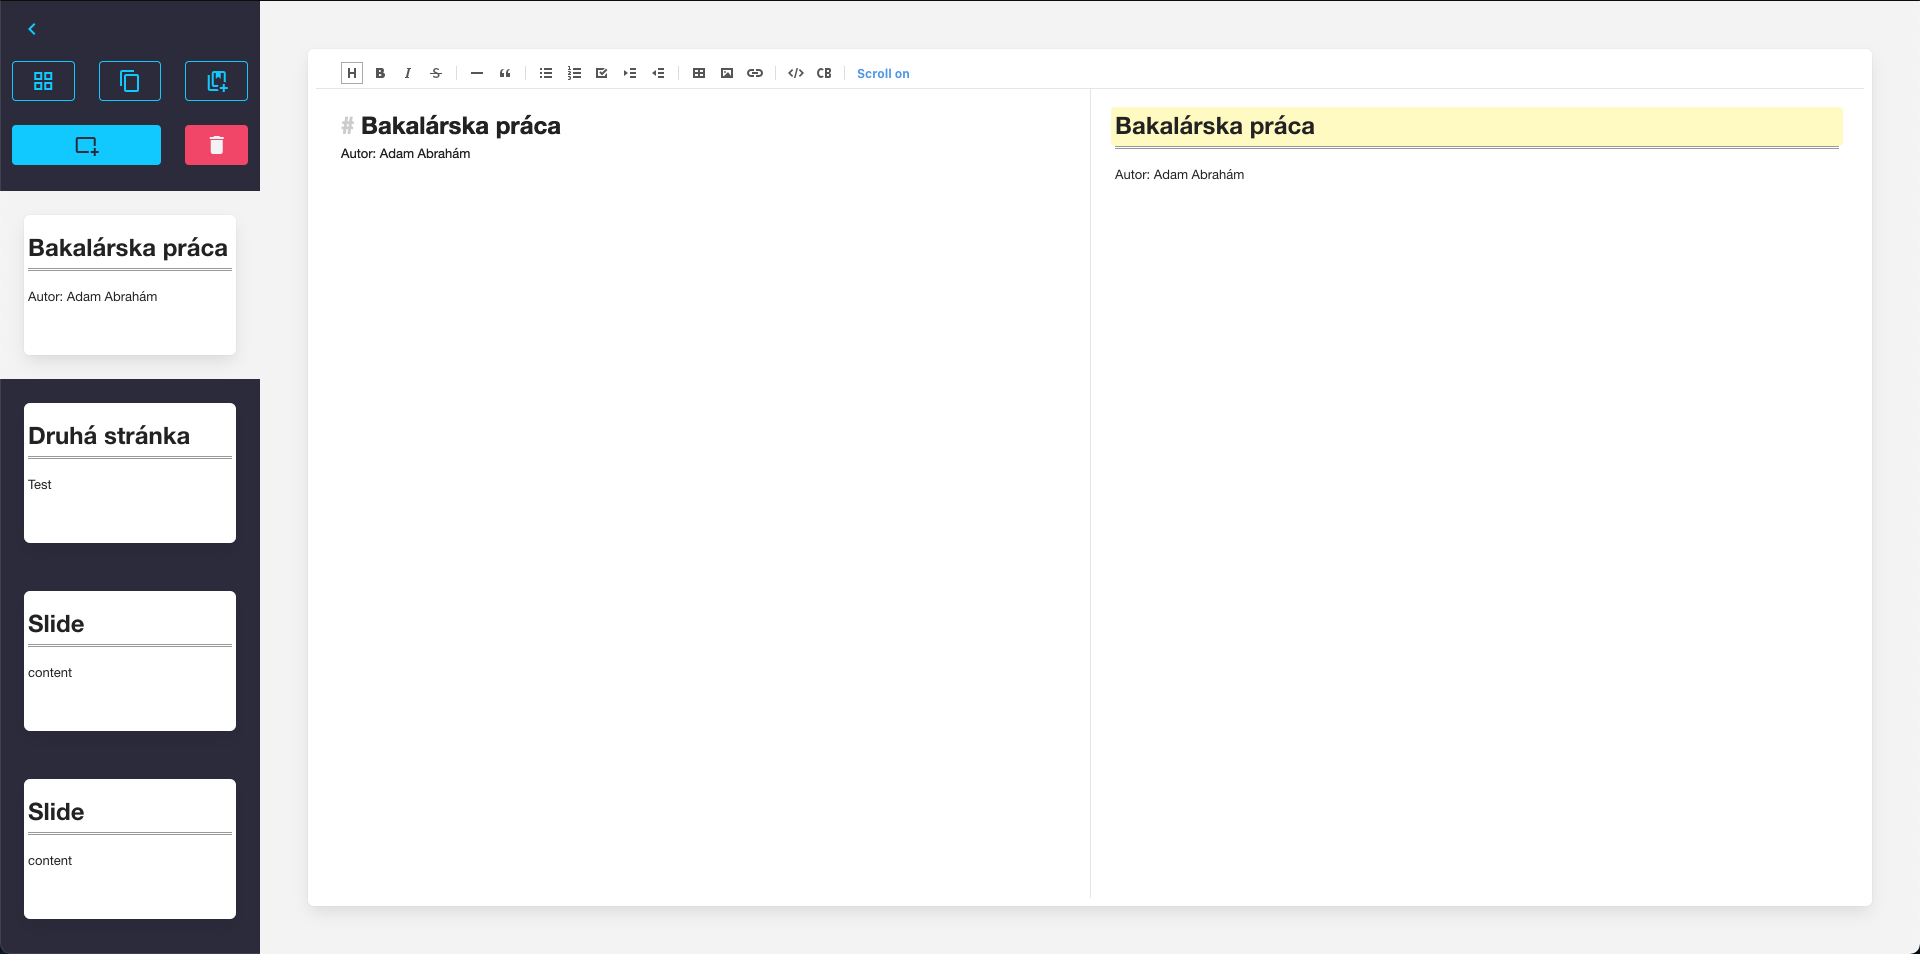 Bakalárska práca
Autor: Adam Abrahám
Druhá stránka
Test
Slide
content
Slide
content
H B I S </> CB Scroll on
# Bakalárska práca
Autor: Adam Abrahám
Bakalárska práca
Autor: Adam Abrahám